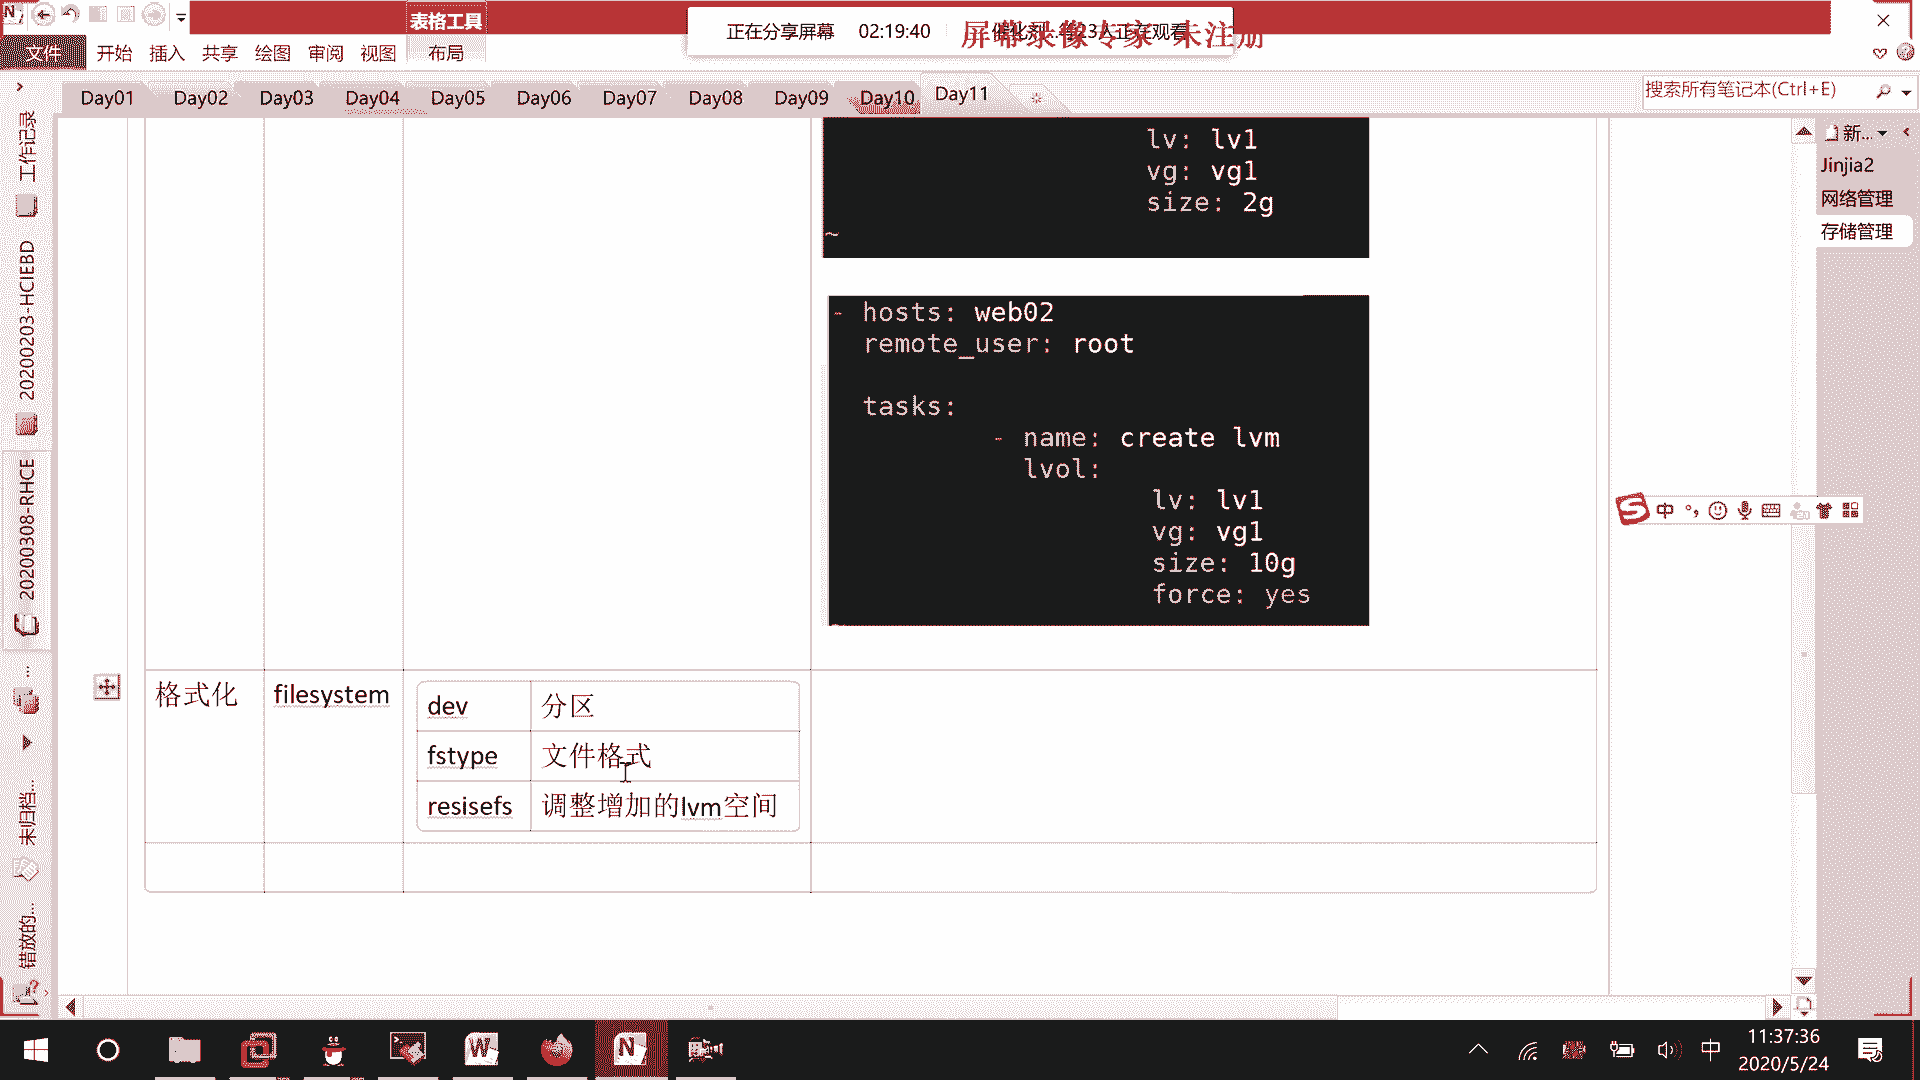 表格工具
正在分享屏幕 02:19:40
屏幕录像专家 未注册
文件 开始 插入 共享 绘图 审阅 视图 布局
Day01 Day02 Day03 Day04 Day05 Day06 Day07 Day08 Day09 Day10 Day11
搜索所有笔记本(Ctrl+E)
工作记录
20200203-HCIEBD
20200308-RHCE
...
未归档...
错放的...
新...
Jinjia2
网络管理
存储管理
lv: lv1
vg: vg1
size: 2g
~
- hosts: web02
remote_user: root
tasks:
- name: create lvm
lvol:
lv: lv1
vg: vg1
size: 10g
force: yes
格式化 filesystem
dev 分区
fstype 文件格式
resisefs 调整增加的lvm空间
中
中
11:37:36
2020/5/24